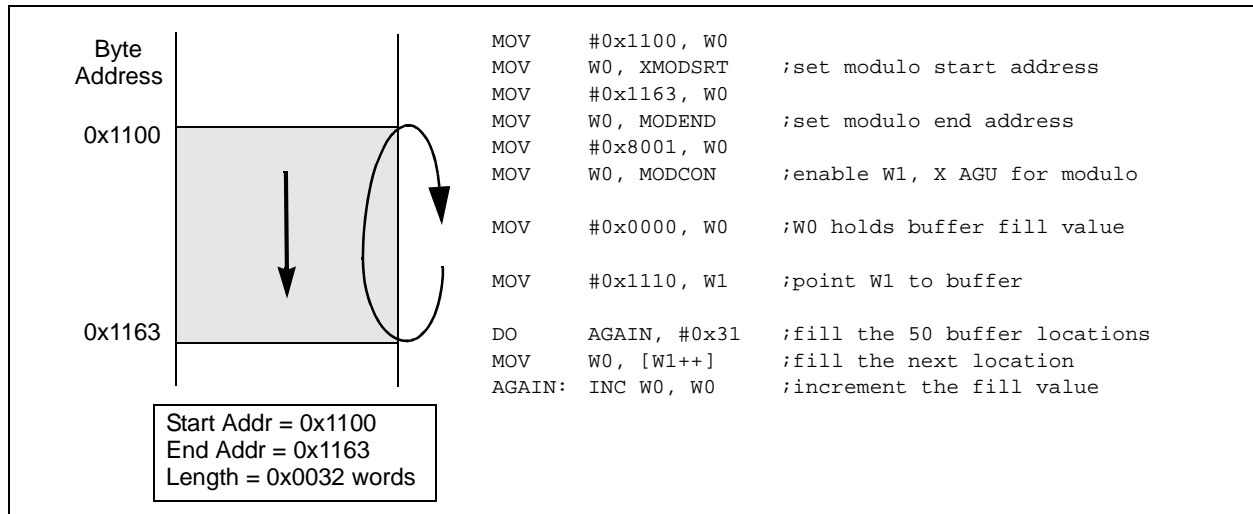 Byte
Address
0x1100
0x1163
Start Addr = 0x1100
End Addr = 0x1163
Length = 0x0032 words
MOV #0x1100, W0
MOV W0, XMODSRT ;set modulo start address
MOV #0x1163, W0
MOV W0, MODEND ;set modulo end address
MOV #0x8001, W0
MOV W0, MODCON ;enable W1, X AGU for modulo
MOV #0x0000, W0 ;W0 holds buffer fill value
MOV #0x1110, W1 ;point W1 to buffer
DO AGAIN, #0x31 ;fill the 50 buffer locations
MOV W0, [W1++] ;fill the next location
AGAIN: INC W0, W0 ;increment the fill value